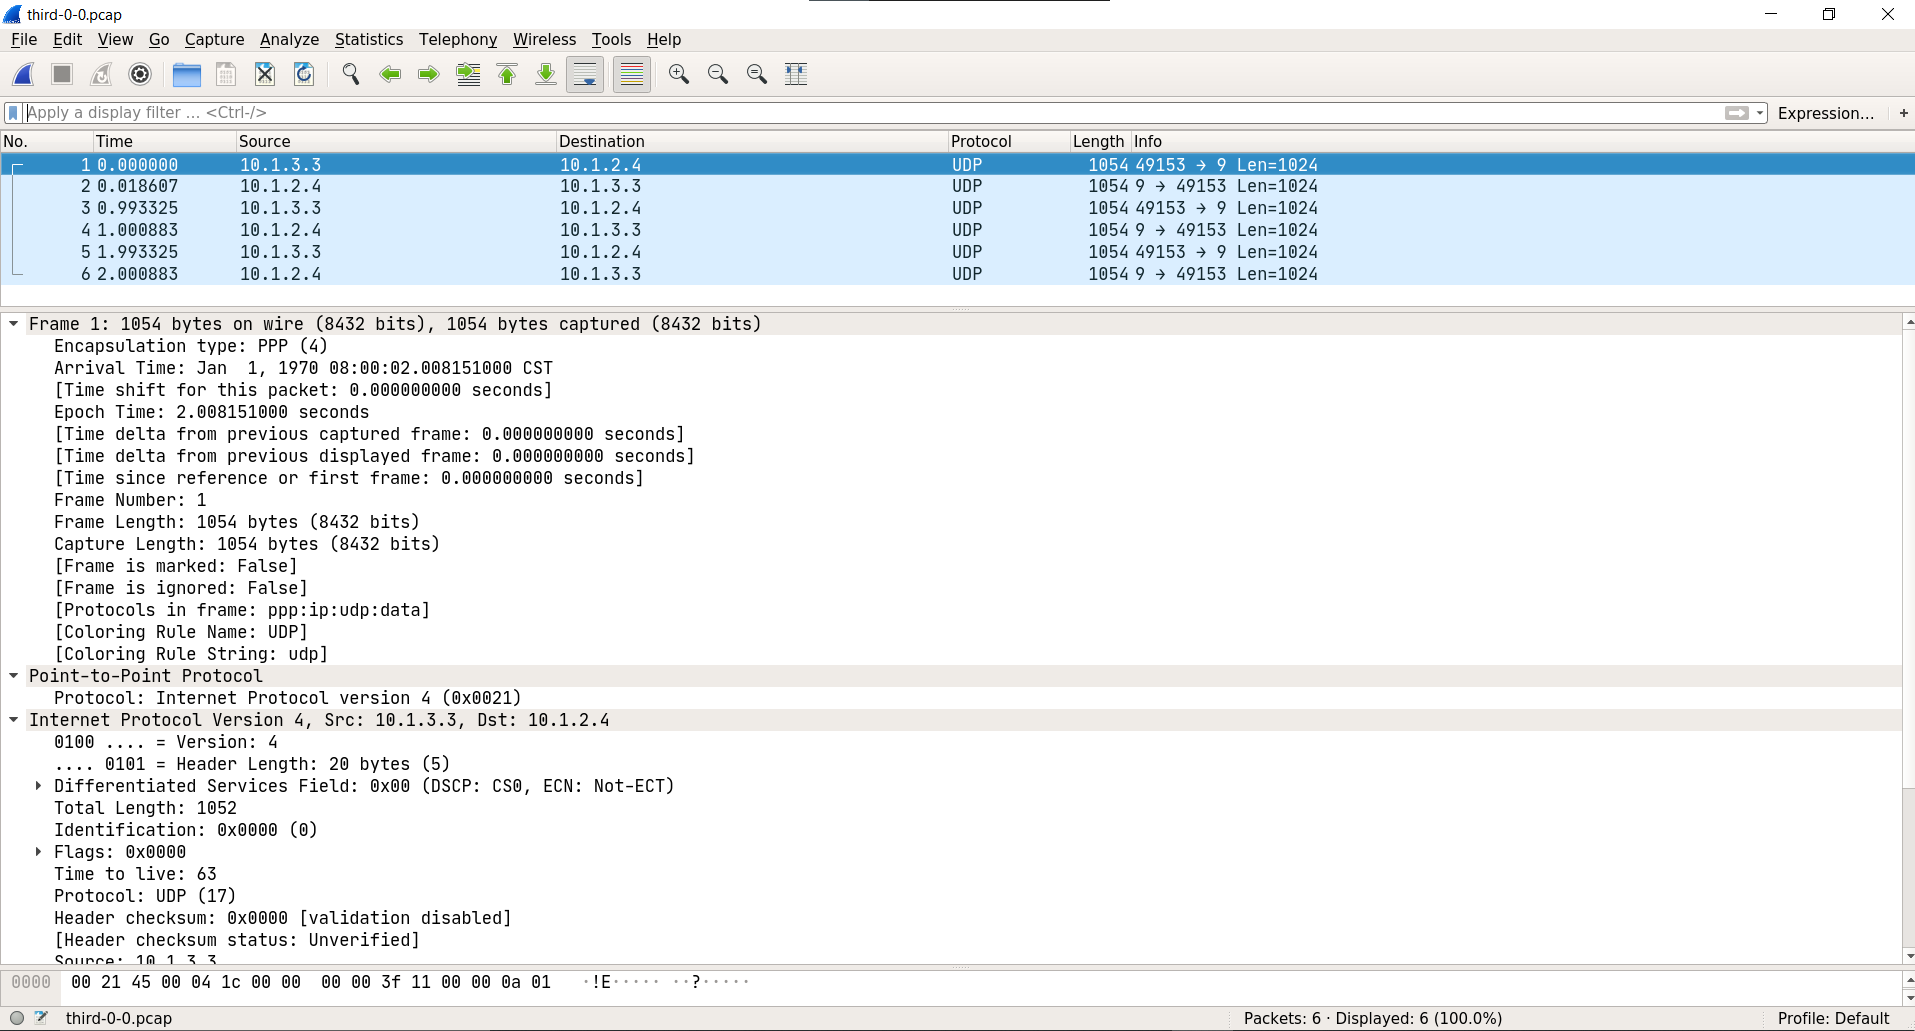 third-0-0.pcap
File Edit View Go Capture Analyze Statistics Telephony Wireless Tools Help
Apply a display filter ... <Ctrl-/> Expression... +
No. Time Source Destination Protocol Length Info
1 0.000000 10.1.3.3 10.1.2.4 UDP 1054 49153 → 9 Len=1024
2 0.018607 10.1.2.4 10.1.3.3 UDP 1054 9 → 49153 Len=1024
3 0.993325 10.1.3.3 10.1.2.4 UDP 1054 49153 → 9 Len=1024
4 1.000883 10.1.2.4 10.1.3.3 UDP 1054 9 → 49153 Len=1024
5 1.993325 10.1.3.3 10.1.2.4 UDP 1054 49153 → 9 Len=1024
6 2.000883 10.1.2.4 10.1.3.3 UDP 1054 9 → 49153 Len=1024
Frame 1: 1054 bytes on wire (8432 bits), 1054 bytes captured (8432 bits)
Encapsulation type: PPP (4)
Arrival Time: Jan  1, 1970 08:00:02.008151000 CST
[Time shift for this packet: 0.000000000 seconds]
Epoch Time: 2.008151000 seconds
[Time delta from previous captured frame: 0.000000000 seconds]
[Time delta from previous displayed frame: 0.000000000 seconds]
[Time since reference or first frame: 0.000000000 seconds]
Frame Number: 1
Frame Length: 1054 bytes (8432 bits)
Capture Length: 1054 bytes (8432 bits)
[Frame is marked: False]
[Frame is ignored: False]
[Protocols in frame: ppp:ip:udp:data]
[Coloring Rule Name: UDP]
[Coloring Rule String: udp]
Point-to-Point Protocol
Protocol: Internet Protocol version 4 (0x0021)
Internet Protocol Version 4, Src: 10.1.3.3, Dst: 10.1.2.4
0100 .... = Version: 4
.... 0101 = Header Length: 20 bytes (5)
Differentiated Services Field: 0x00 (DSCP: CS0, ECN: Not-ECT)
Total Length: 1052
Identification: 0x0000 (0)
Flags: 0x0000
Time to live: 63
Protocol: UDP (17)
Header checksum: 0x0000 [validation disabled]
[Header checksum status: Unverified]
Source: 10.1.3.3
0000 00 21 45 00 04 1c 00 00 00 00 3f 11 00 00 0a 01 ·!E····· ··?·····
third-0-0.pcap Packets: 6 · Displayed: 6 (100.0%) Profile: Default